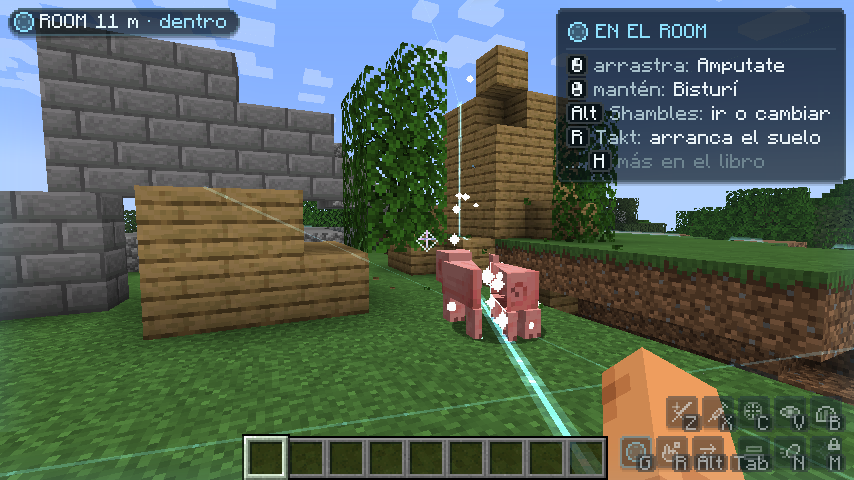 ROOM 11 m · dentro
EN EL ROOM
arrastra: Amputate
mantén: Bisturí
Alt Shambles: ir o cambiar
R Takt: arranca el suelo
H más en el libro
Z X C V B
G R Alt Tab N M